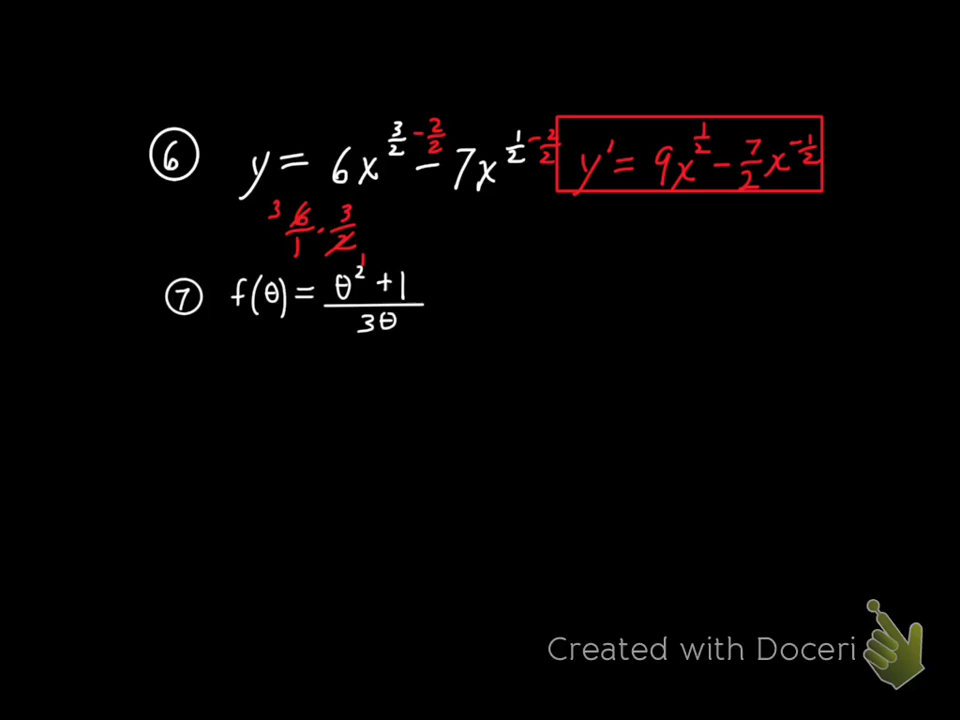 ⑥ y = 6x^(3/2 - 2/2) - 7x^(1/2 - 2/2) y' = 9x^(1/2) - 7/2 x^(-1/2)
3 6/1 · 3/2 1
⑦ f(θ) = (θ² + 1)/(3θ)
Created with Doceri